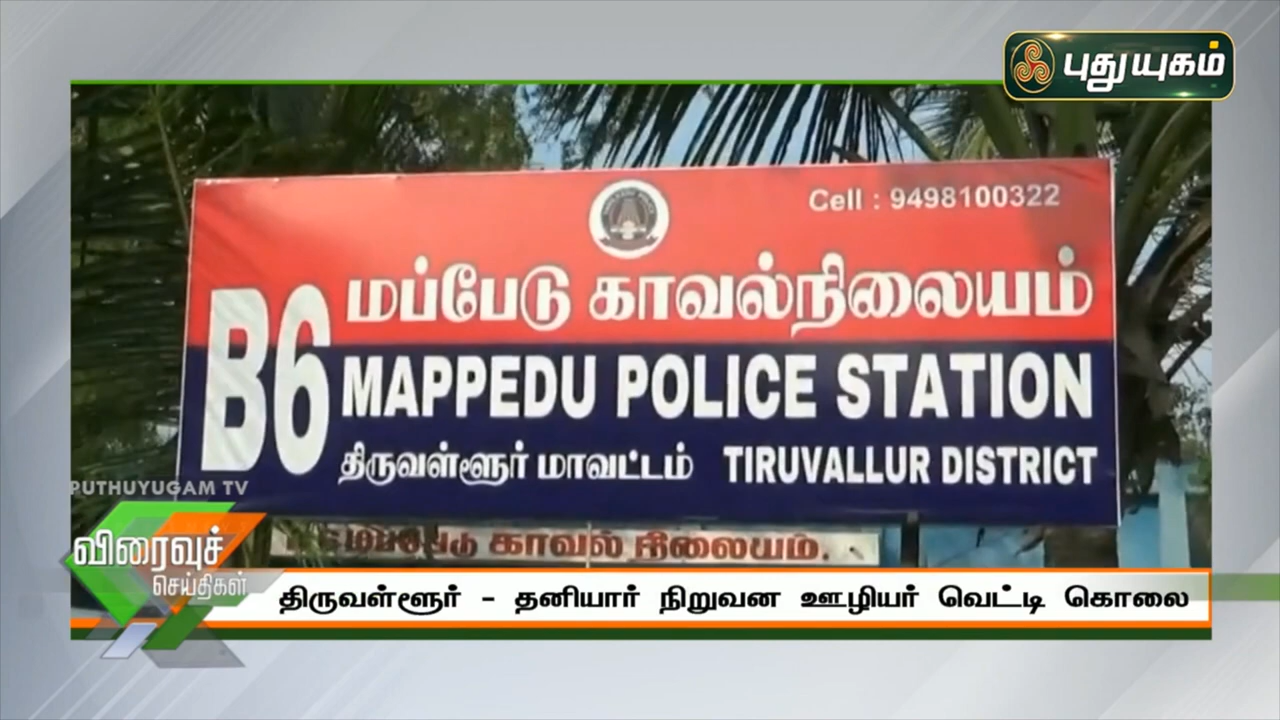 புதுயுகம்
Cell : 9498100322
மப்பேடு காவல்நிலையம்
B6
MAPPEDU POLICE STATION
திருவள்ளூர் மாவட்டம் TIRUVALLUR DISTRICT
PUTHUYUGAM TV
மப்பேடு காவல் நிலையம்.
விரைவுச்
செய்திகள்
திருவள்ளூர் - தனியார் நிறுவன ஊழியர் வெட்டி கொலை